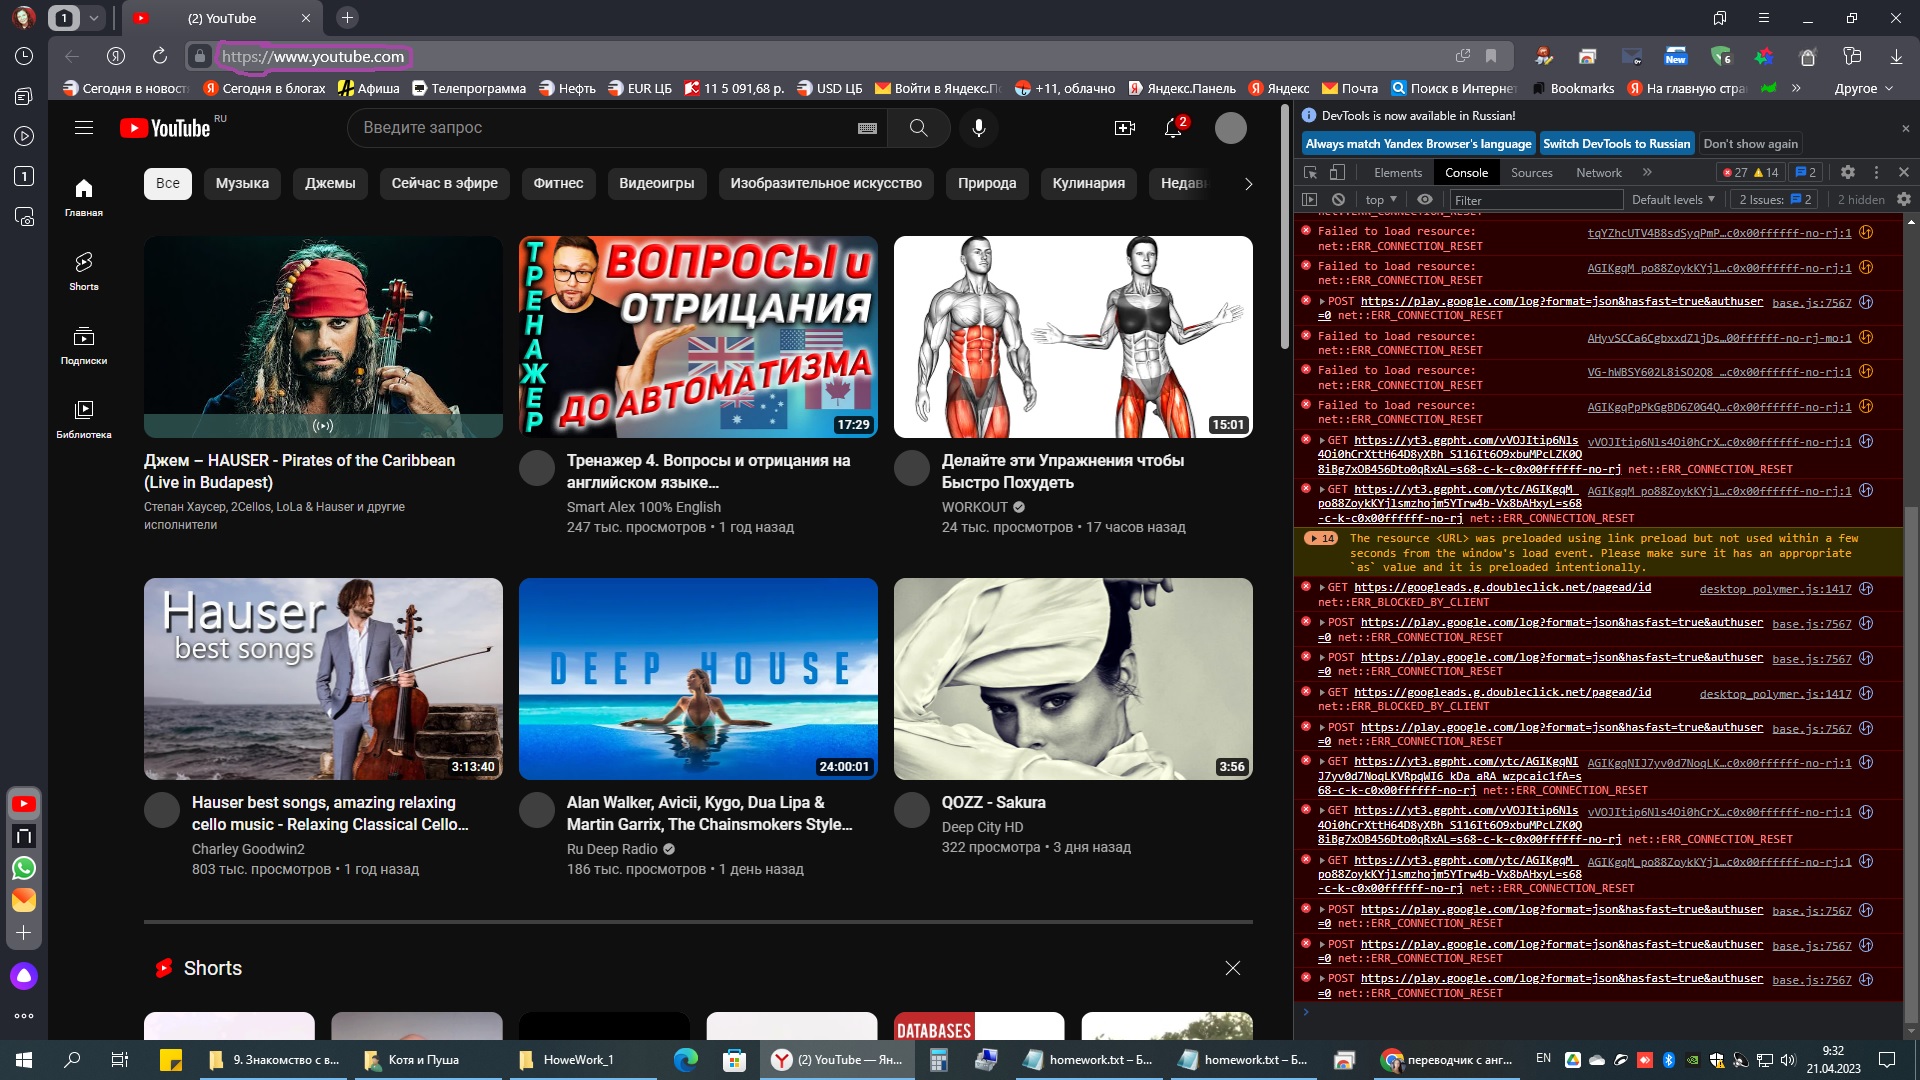 1
(2) YouTube
https://www.youtube.com
New
6
Сегодня в новост
Сегодня в блогах
Афиша
Телепрограмма
Нефть
EUR ЦБ
11 5 091,68 р.
USD ЦБ
Войти в Яндекс.По
+11, облачно
Яндекс.Панель
Яндекс
Почта
Поиск в Интернет
Bookmarks
На главную стран
Другое
1
YouTube RU
Введите запрос
2
Все
Музыка
Джемы
Сейчас в эфире
Фитнес
Видеоигры
Изобразительное искусство
Природа
Кулинария
Недавн
Главная
Shorts
Подписки
Библиотека
ТРЕНАЖЕР
ВОПРОСЫ и
ОТРИЦАНИЯ
ДО АВТОМАТИЗМА
17:29
15:01
Джем – HAUSER - Pirates of the Caribbean
(Live in Budapest)
Степан Хаусер, 2Cellos, LoLa & Hauser и другие
исполнители
Тренажер 4. Вопросы и отрицания на
английском языке...
Smart Alex 100% English
247 тыс. просмотров • 1 год назад
Делайте эти Упражнения чтобы
Быстро Похудеть
WORKOUT
24 тыс. просмотров • 17 часов назад
Hauser
best songs
3:13:40
DEEP HOUSE
24:00:01
3:56
Hauser best songs, amazing relaxing
cello music - Relaxing Classical Cello...
Charley Goodwin2
803 тыс. просмотров • 1 год назад
Alan Walker, Avicii, Kygo, Dua Lipa &
Martin Garrix, The Chainsmokers Style...
Ru Deep Radio
186 тыс. просмотров • 1 день назад
QOZZ - Sakura
Deep City HD
322 просмотра • 3 дня назад
Shorts
DATABASES
DevTools is now available in Russian!
Always match Yandex Browser's language
Switch DevTools to Russian
Don't show again
Elements
Console
Sources
Network
27
14
2
top
Filter
Default levels
2 Issues: 2
2 hidden
net::ERR_CONNECTION_RESET
Failed to load resource: tqYZhcUTV4B8sdSyqPmP…c0x00ffffff-no-rj:1
net::ERR_CONNECTION_RESET
Failed to load resource: AGIKgqM_po88ZoykKYjl…c0x00ffffff-no-rj:1
net::ERR_CONNECTION_RESET
POST https://play.google.com/log?format=json&hasfast=true&authuser base.js:7567
=0 net::ERR_CONNECTION_RESET
Failed to load resource: AHyvSCCa6CgbxxdZljDs…00ffffff-no-rj-mo:1
net::ERR_CONNECTION_RESET
Failed to load resource: VG-hWBSY602L8iSO2Q8_…c0x00ffffff-no-rj:1
net::ERR_CONNECTION_RESET
Failed to load resource: AGIKgqPpPkGgBD6Z0G4Q…c0x00ffffff-no-rj:1
net::ERR_CONNECTION_RESET
GET https://yt3.ggpht.com/vVOJItip6Nls vVOJItip6Nls4Oi0hCrX…c0x00ffffff-no-rj:1
4Oi0hCrXttH64D8yXBh_S116It6O9xbuMPcLZK0Q
8iBg7xOB456Dto0qRxAL=s68-c-k-c0x00ffffff-no-rj net::ERR_CONNECTION_RESET
GET https://yt3.ggpht.com/ytc/AGIKgqM_ AGIKgqM_po88ZoykKYjl…c0x00ffffff-no-rj:1
po88ZoykKYjlsmzhojm5YTrw4b-Vx8bAHxyL=s68
-c-k-c0x00ffffff-no-rj net::ERR_CONNECTION_RESET
14 The resource <URL> was preloaded using link preload but not used within a few
seconds from the window's load event. Please make sure it has an appropriate
`as` value and it is preloaded intentionally.
GET https://googleads.g.doubleclick.net/pagead/id desktop_polymer.js:1417
net::ERR_BLOCKED_BY_CLIENT
POST https://play.google.com/log?format=json&hasfast=true&authuser base.js:7567
=0 net::ERR_CONNECTION_RESET
POST https://play.google.com/log?format=json&hasfast=true&authuser base.js:7567
=0 net::ERR_CONNECTION_RESET
GET https://googleads.g.doubleclick.net/pagead/id desktop_polymer.js:1417
net::ERR_BLOCKED_BY_CLIENT
POST https://play.google.com/log?format=json&hasfast=true&authuser base.js:7567
=0 net::ERR_CONNECTION_RESET
GET https://yt3.ggpht.com/ytc/AGIKgqNI AGIKgqNIJ7yv0d7NoqLK…c0x00ffffff-no-rj:1
J7yv0d7NoqLKVRpqWI6_kDa_aRA_wzpcaic1fA=s
68-c-k-c0x00ffffff-no-rj net::ERR_CONNECTION_RESET
GET https://yt3.ggpht.com/vVOJItip6Nls vVOJItip6Nls4Oi0hCrX…c0x00ffffff-no-rj:1
4Oi0hCrXttH64D8yXBh_S116It6O9xbuMPcLZK0Q
8iBg7xOB456Dto0qRxAL=s68-c-k-c0x00ffffff-no-rj net::ERR_CONNECTION_RESET
GET https://yt3.ggpht.com/ytc/AGIKgqM_ AGIKgqM_po88ZoykKYjl…c0x00ffffff-no-rj:1
po88ZoykKYjlsmzhojm5YTrw4b-Vx8bAHxyL=s68
-c-k-c0x00ffffff-no-rj net::ERR_CONNECTION_RESET
POST https://play.google.com/log?format=json&hasfast=true&authuser base.js:7567
=0 net::ERR_CONNECTION_RESET
POST https://play.google.com/log?format=json&hasfast=true&authuser base.js:7567
=0 net::ERR_CONNECTION_RESET
POST https://play.google.com/log?format=json&hasfast=true&authuser base.js:7567
=0 net::ERR_CONNECTION_RESET
9. Знакомство с в...
Котя и Пуша
HoweWork_1
(2) YouTube — Ян...
homework.txt – Б...
homework.txt – Б...
переводчик с анг...
EN
9:32
21.04.2023